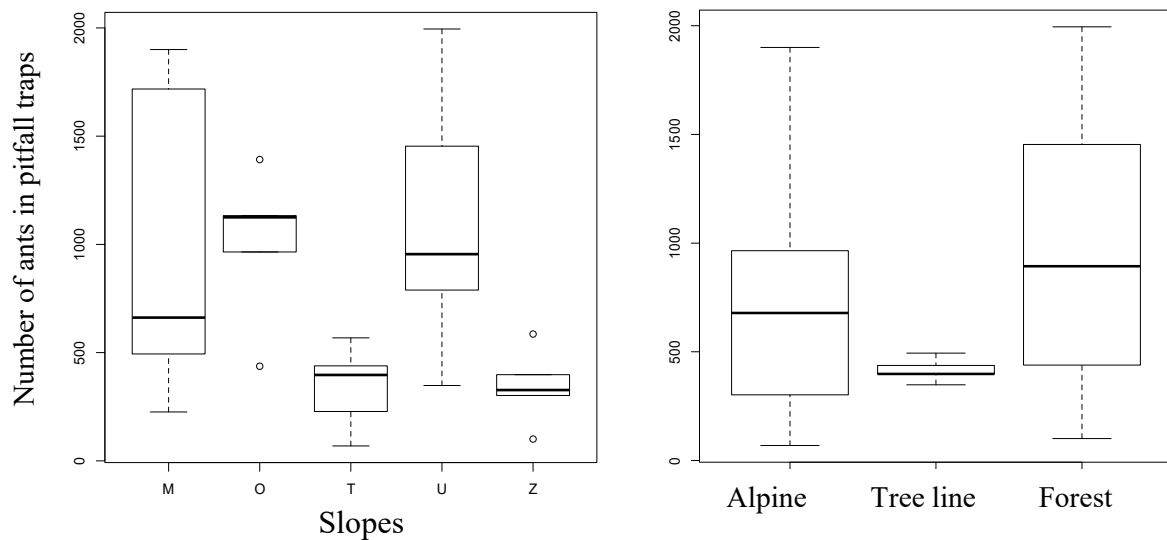 Number of ants in pitfall traps
2000
1500
1000
500
0
M O T U Z
Slopes
2000
1500
1000
500
0
Alpine Tree line Forest